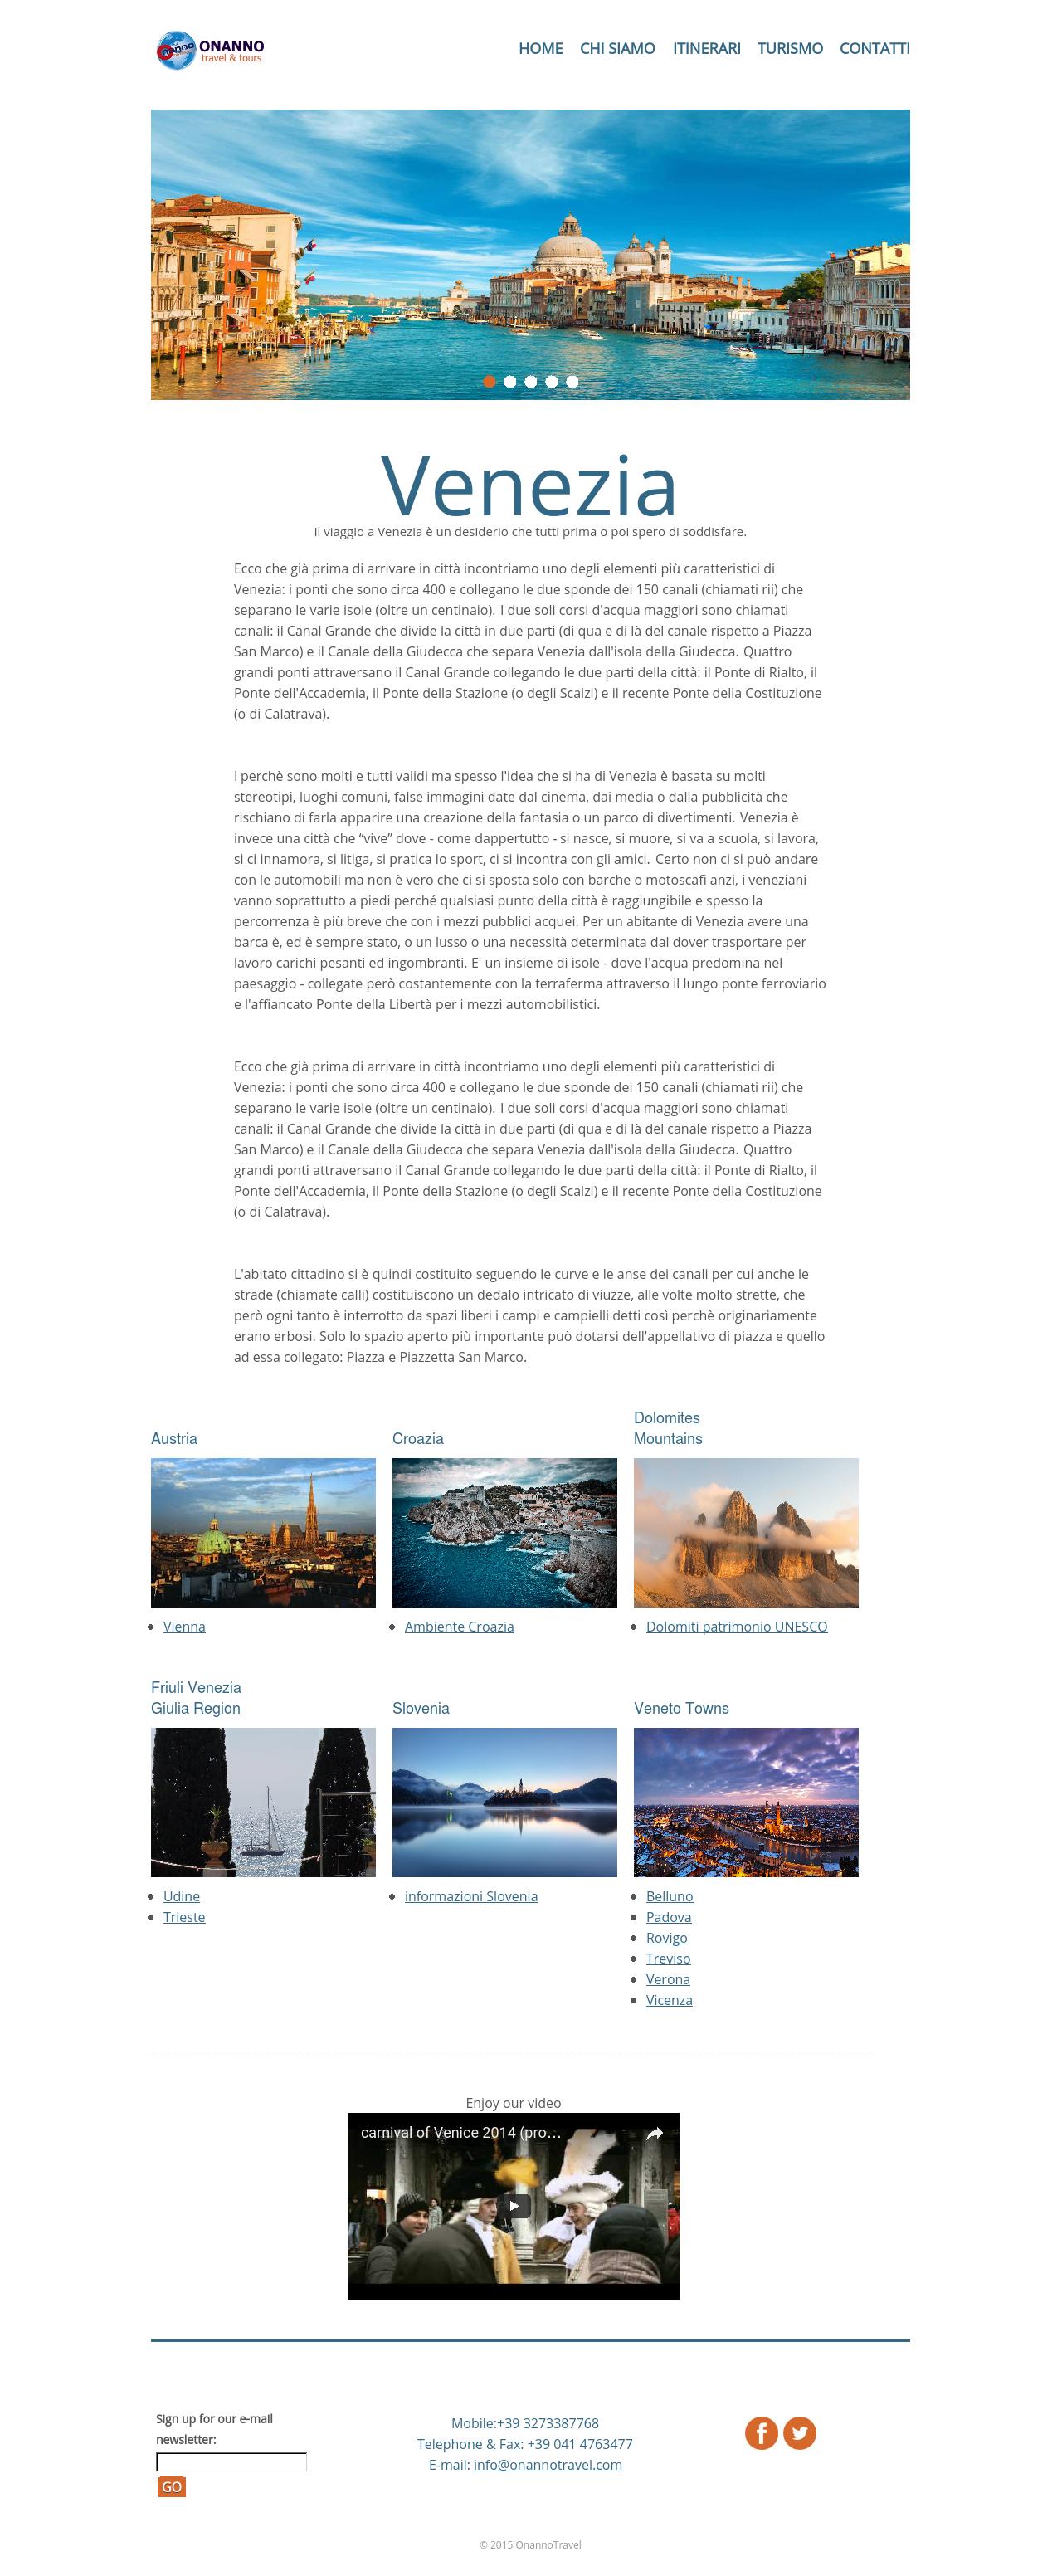 ONANNO
travel & tours
HOME CHI SIAMO ITINERARI TURISMO CONTATTI
Venezia
Il viaggio a Venezia è un desiderio che tutti prima o poi spero di soddisfare.
Ecco che già prima di arrivare in città incontriamo uno degli elementi più caratteristici di
Venezia: i ponti che sono circa 400 e collegano le due sponde dei 150 canali (chiamati rii) che
separano le varie isole (oltre un centinaio). I due soli corsi d'acqua maggiori sono chiamati
canali: il Canal Grande che divide la città in due parti (di qua e di là del canale rispetto a Piazza
San Marco) e il Canale della Giudecca che separa Venezia dall'isola della Giudecca. Quattro
grandi ponti attraversano il Canal Grande collegando le due parti della città: il Ponte di Rialto, il
Ponte dell'Accademia, il Ponte della Stazione (o degli Scalzi) e il recente Ponte della Costituzione
(o di Calatrava).
I perchè sono molti e tutti validi ma spesso l'idea che si ha di Venezia è basata su molti
stereotipi, luoghi comuni, false immagini date dal cinema, dai media o dalla pubblicità che
rischiano di farla apparire una creazione della fantasia o un parco di divertimenti. Venezia è
invece una città che “vive” dove - come dappertutto - si nasce, si muore, si va a scuola, si lavora,
si ci innamora, si litiga, si pratica lo sport, ci si incontra con gli amici. Certo non ci si può andare
con le automobili ma non è vero che ci si sposta solo con barche o motoscafi anzi, i veneziani
vanno soprattutto a piedi perché qualsiasi punto della città è raggiungibile e spesso la
percorrenza è più breve che con i mezzi pubblici acquei. Per un abitante di Venezia avere una
barca è, ed è sempre stato, o un lusso o una necessità determinata dal dover trasportare per
lavoro carichi pesanti ed ingombranti. E' un insieme di isole - dove l'acqua predomina nel
paesaggio - collegate però costantemente con la terraferma attraverso il lungo ponte ferroviario
e l'affiancato Ponte della Libertà per i mezzi automobilistici.
Ecco che già prima di arrivare in città incontriamo uno degli elementi più caratteristici di
Venezia: i ponti che sono circa 400 e collegano le due sponde dei 150 canali (chiamati rii) che
separano le varie isole (oltre un centinaio). I due soli corsi d'acqua maggiori sono chiamati
canali: il Canal Grande che divide la città in due parti (di qua e di là del canale rispetto a Piazza
San Marco) e il Canale della Giudecca che separa Venezia dall'isola della Giudecca. Quattro
grandi ponti attraversano il Canal Grande collegando le due parti della città: il Ponte di Rialto, il
Ponte dell'Accademia, il Ponte della Stazione (o degli Scalzi) e il recente Ponte della Costituzione
(o di Calatrava).
L'abitato cittadino si è quindi costituito seguendo le curve e le anse dei canali per cui anche le
strade (chiamate calli) costituiscono un dedalo intricato di viuzze, alle volte molto strette, che
però ogni tanto è interrotto da spazi liberi i campi e campielli detti così perchè originariamente
erano erbosi. Solo lo spazio aperto più importante può dotarsi dell'appellativo di piazza e quello
ad essa collegato: Piazza e Piazzetta San Marco.
Austria
Croazia
Dolomites
Mountains
Vienna
Ambiente Croazia
Dolomiti patrimonio UNESCO
Friuli Venezia
Giulia Region
Slovenia
Veneto Towns
Udine
Trieste
informazioni Slovenia
Belluno
Padova
Rovigo
Treviso
Verona
Vicenza
Enjoy our video
carnival of Venice 2014 (pro…
Sign up for our e-mail
newsletter:
GO
Mobile:+39 3273387768
Telephone & Fax: +39 041 4763477
E-mail: info@onannotravel.com
© 2015 OnannoTravel